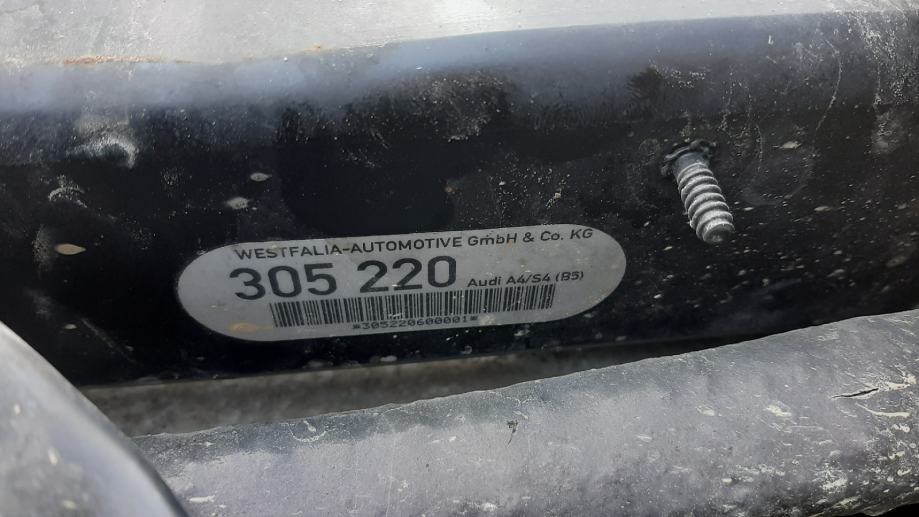 WESTFALIA-AUTOMOTIVE GmbH & Co. KG
305 220 Audi A4/S4 (B5)
*305220600001*